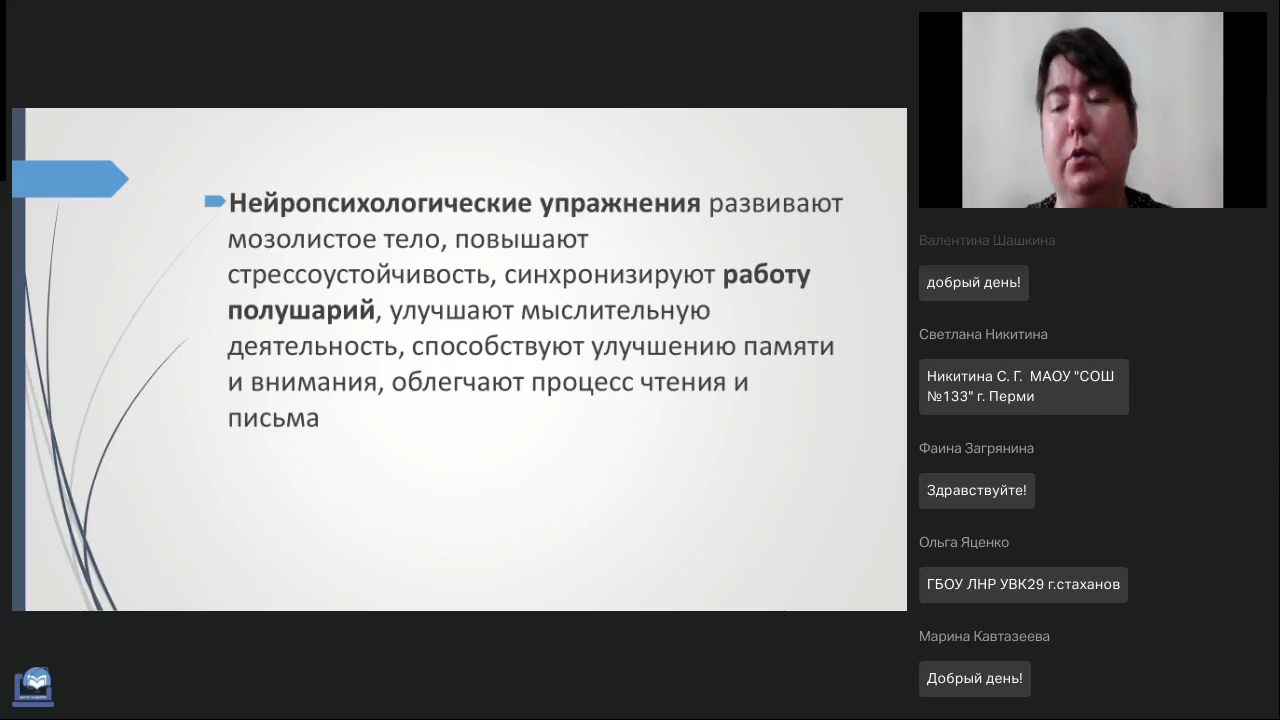 Нейропсихологические упражнения развивают
мозолистое тело, повышают
стрессоустойчивость, синхронизируют работу
полушарий, улучшают мыслительную
деятельность, способствуют улучшению памяти
и внимания, облегчают процесс чтения и
письма
Валентина Шашкина
добрый день!
Светлана Никитина
Никитина С. Г. МАОУ "СОШ
№133" г. Перми
Фаина Загрянина
Здравствуйте!
Ольга Яценко
ГБОУ ЛНР УВК29 г.стаханов
Марина Кавтазеева
Добрый день!